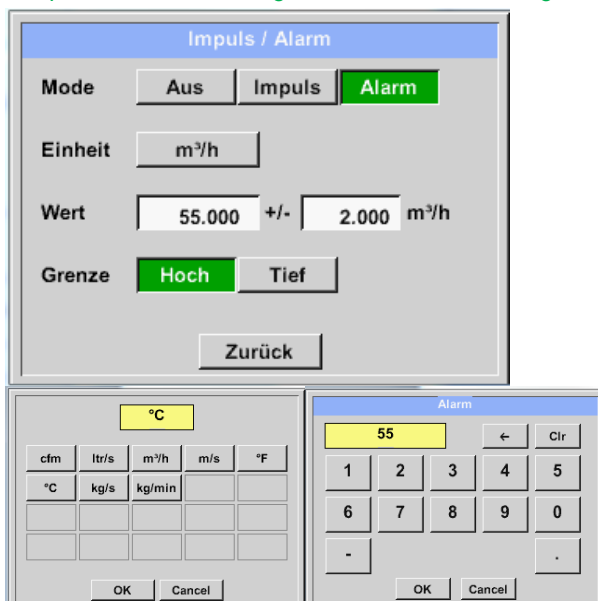 Impuls / Alarm
Mode Aus Impuls Alarm
Einheit m³/h
Wert 55.000 +/- 2.000 m³/h
Grenze Hoch Tief
Zurück
°C
cfm ltr/s m³/h m/s °F
°C kg/s kg/min
OK Cancel
Alarm
55 ← Clr
1 2 3 4 5
6 7 8 9 0
- .
OK Cancel